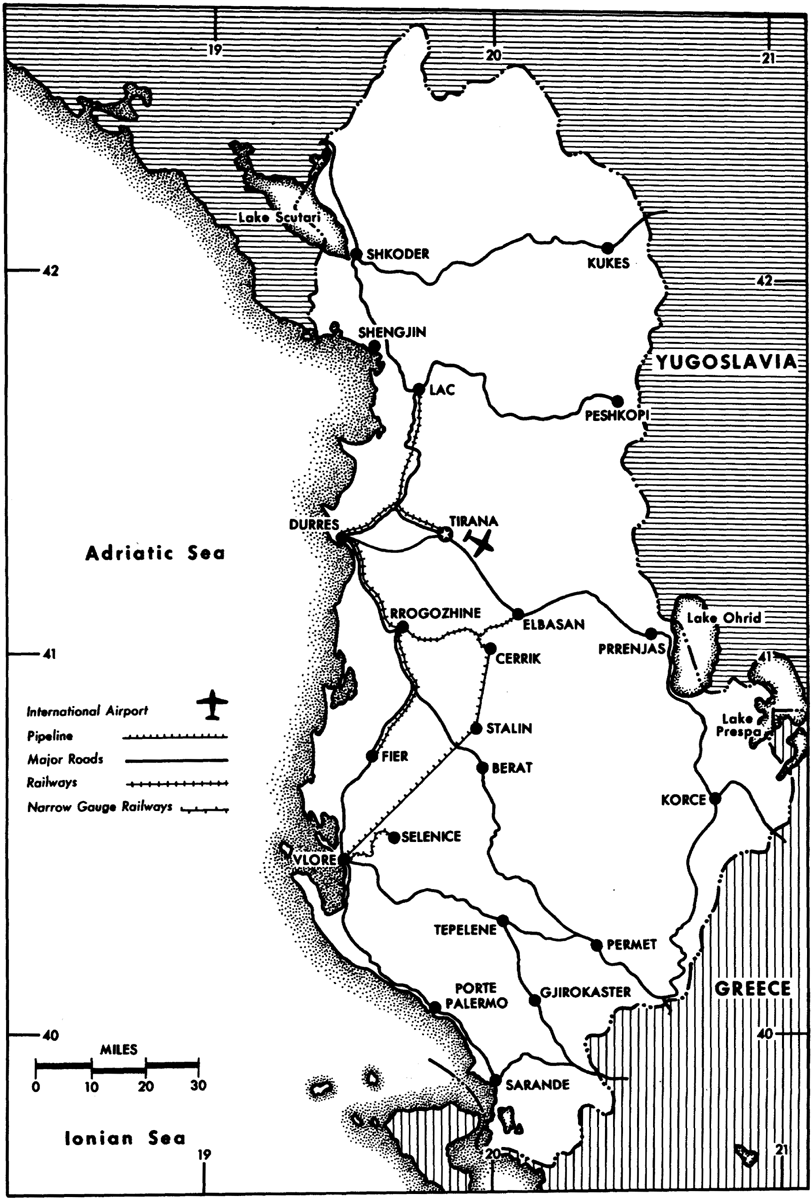 19
20
21
Lake Scutari
SHKODER
KUKES
42
42
SHENGJIN
YUGOSLAVIA
LAC
PESHKOPI
DURRES
TIRANA
Adriatic Sea
RROGOZHINE
ELBASAN
Lake Ohrid
PRRENJAS
41
41
CERRIK
International Airport
Pipeline
Major Roads
Railways
Narrow Gauge Railways
Lake
Prespa
STALIN
FIER
BERAT
KORCE
SELENICE
VLORE
TEPELENE
PERMET
PORTE
PALERMO
GJIROKASTER
GREECE
40
40
MILES
0 10 20 30
SARANDE
Ionian Sea
19
20
21